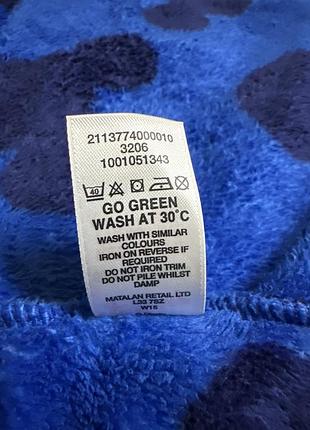 2113774000010
3206
1001051343
40
GO GREEN
WASH AT 30°C
WASH WITH SIMILAR
COLOURS
IRON ON REVERSE IF
REQUIRED
DO NOT IRON TRIM
DO NOT PILE WHILST
DAMP
MATALAN RETAIL LTD
L33 7SZ
W15